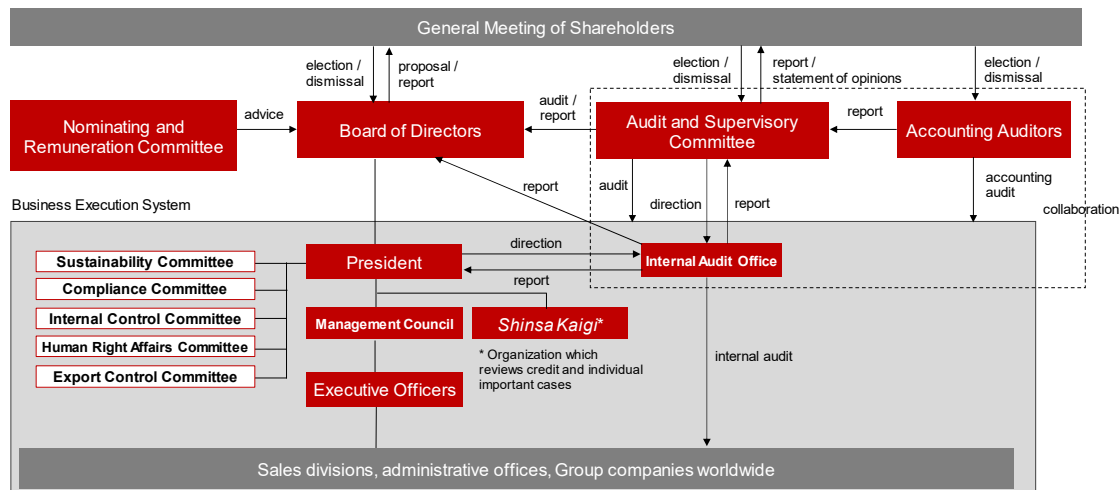 General Meeting of Shareholders
election /
dismissal
proposal /
report
election /
dismissal
report /
statement of opinions
election /
dismissal
Nominating and
Remuneration Committee
advice
Board of Directors
audit /
report
Audit and Supervisory
Committee
report
Accounting Auditors
report
audit
direction
report
accounting
audit
collaboration
Business Execution System
Sustainability Committee
Compliance Committee
Internal Control Committee
Human Right Affairs Committee
Export Control Committee
President
direction
report
Internal Audit Office
Management Council
Shinsa Kaigi*
* Organization which
reviews credit and individual
important cases
internal audit
Executive Officers
Sales divisions, administrative offices, Group companies worldwide